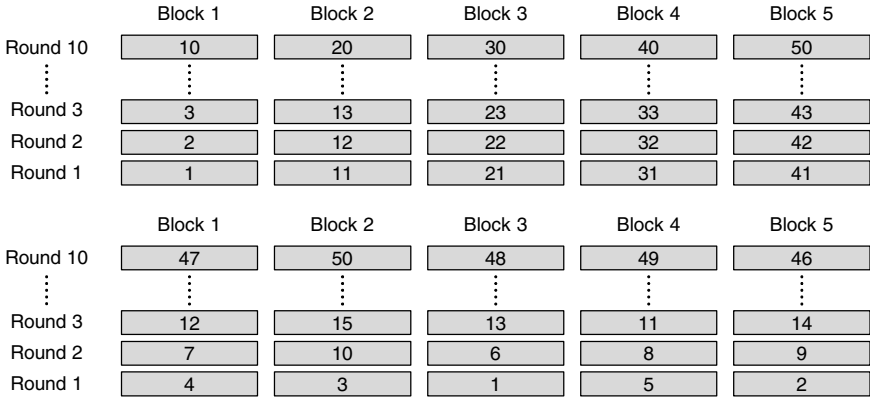 Block 1 Block 2 Block 3 Block 4 Block 5
Round 10 10 20 30 40 50
Round 3 3 13 23 33 43
Round 2 2 12 22 32 42
Round 1 1 11 21 31 41
Block 1 Block 2 Block 3 Block 4 Block 5
Round 10 47 50 48 49 46
Round 3 12 15 13 11 14
Round 2 7 10 6 8 9
Round 1 4 3 1 5 2